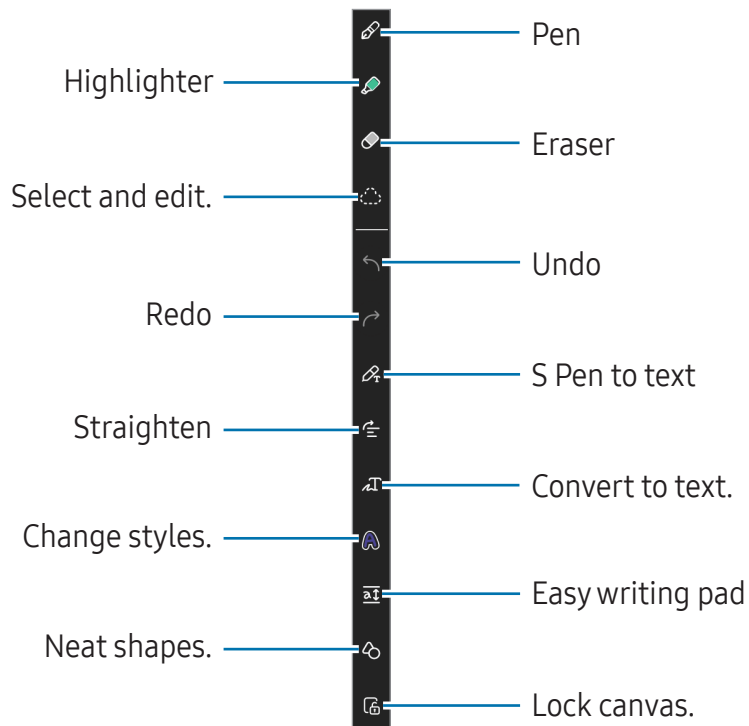 Pen
Highlighter
Eraser
Select and edit.
Undo
Redo
S Pen to text
Straighten
Convert to text.
Change styles.
Easy writing pad
Neat shapes.
Lock canvas.